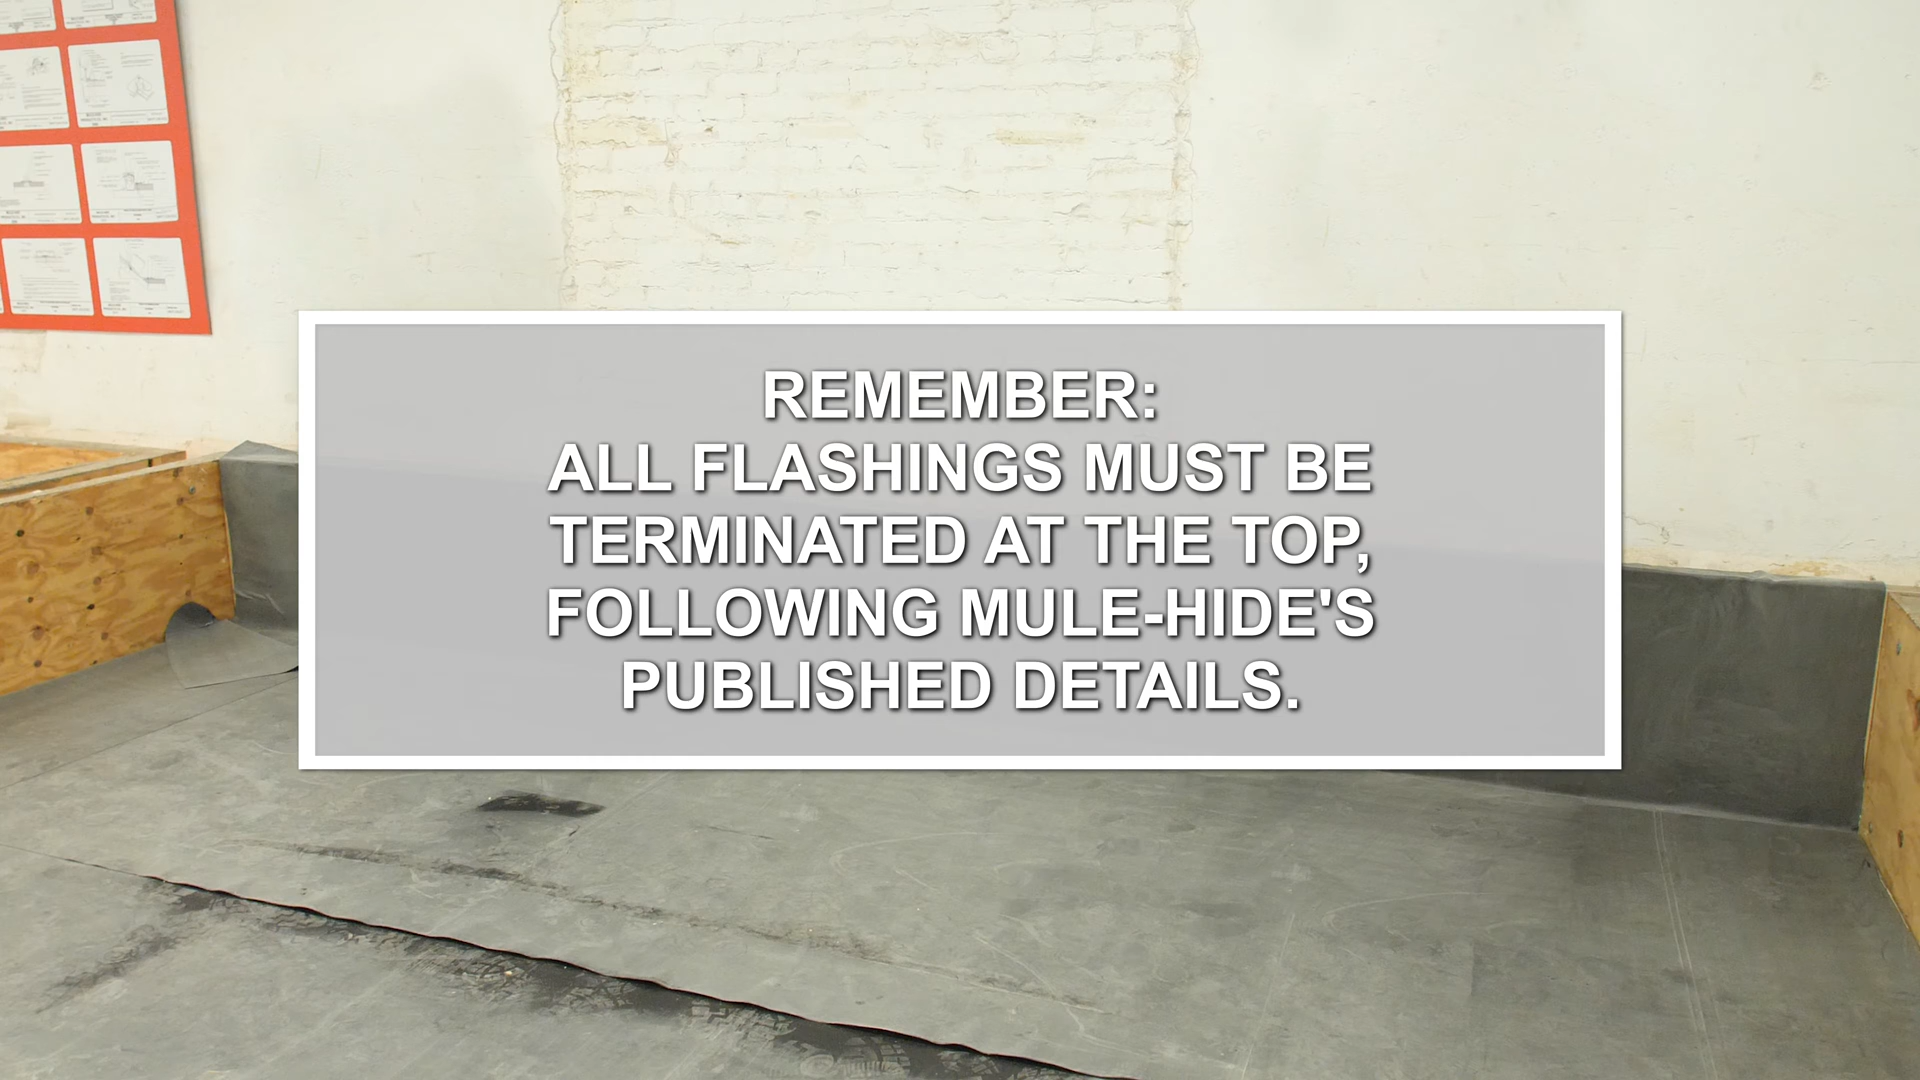 REMEMBER:
ALL FLASHINGS MUST BE
TERMINATED AT THE TOP,
FOLLOWING MULE-HIDE'S
PUBLISHED DETAILS.